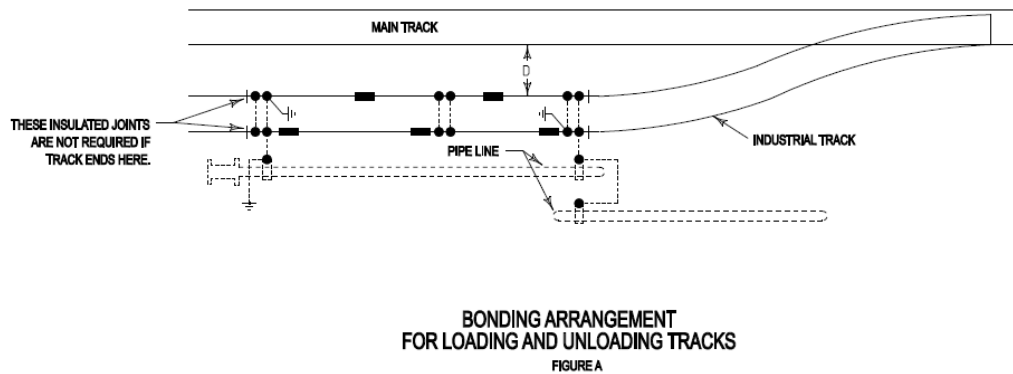 MAIN TRACK
D
THESE INSULATED JOINTS
ARE NOT REQUIRED IF
TRACK ENDS HERE.
INDUSTRIAL TRACK
PIPE LINE
BONDING ARRANGEMENT
FOR LOADING AND UNLOADING TRACKS
FIGURE A